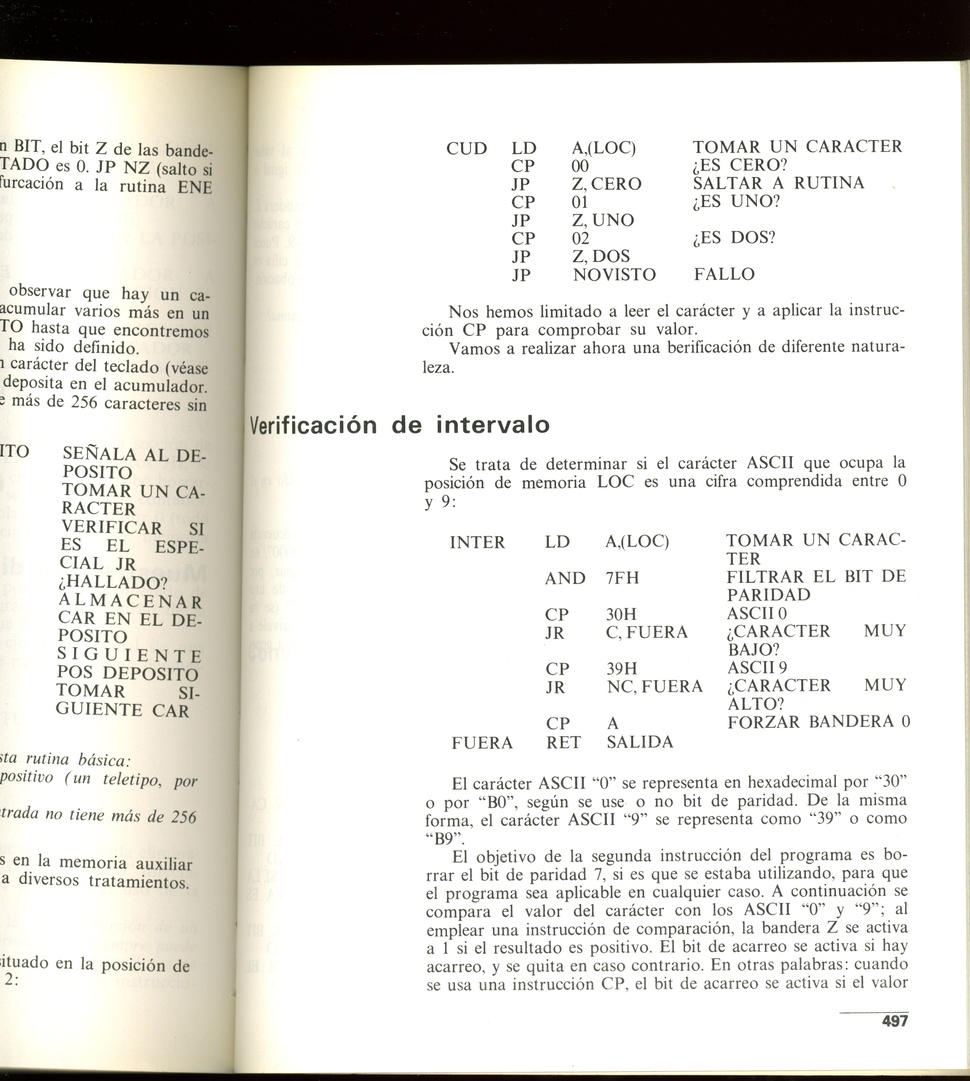 n BIT, el bit Z de las bande-
TADO es 0. JP NZ (salto si
furcación a la rutina ENE
observar que hay un ca-
acumular varios más en un
TO hasta que encontremos
ha sido definido.
n carácter del teclado (véase
deposita en el acumulador.
e más de 256 caracteres sin
ITO SEÑALA AL DE-
POSITO
TOMAR UN CA-
RACTER
VERIFICAR SI
ES EL ESPE-
CIAL JR
¿HALLADO?
ALMACENAR
CAR EN EL DE-
POSITO
SIGUIENTE
POS DEPOSITO
TOMAR SI-
GUIENTE CAR
sta rutina básica:
positivo (un teletipo, por
trada no tiene más de 256
s en la memoria auxiliar
a diversos tratamientos.
ituado en la posición de
2:
CUD LD A,(LOC) TOMAR UN CARACTER
CP 00 ¿ES CERO?
JP Z, CERO SALTAR A RUTINA
CP 01 ¿ES UNO?
JP Z, UNO
CP 02 ¿ES DOS?
JP Z, DOS
JP NOVISTO FALLO
Nos hemos limitado a leer el carácter y a aplicar la instruc-
ción CP para comprobar su valor.
Vamos a realizar ahora una berificación de diferente natura-
leza.
Verificación de intervalo
Se trata de determinar si el carácter ASCII que ocupa la
posición de memoria LOC es una cifra comprendida entre 0
y 9:
INTER LD A,(LOC) TOMAR UN CARAC-
TER
AND 7FH FILTRAR EL BIT DE
PARIDAD
CP 30H ASCII 0
JR C, FUERA ¿CARACTER MUY
BAJO?
CP 39H ASCII 9
JR NC, FUERA ¿CARACTER MUY
ALTO?
CP A FORZAR BANDERA 0
FUERA RET SALIDA
El carácter ASCII “0” se representa en hexadecimal por “30”
o por “B0”, según se use o no bit de paridad. De la misma
forma, el carácter ASCII “9” se representa como “39” o como
“B9”.
El objetivo de la segunda instrucción del programa es bo-
rrar el bit de paridad 7, si es que se estaba utilizando, para que
el programa sea aplicable en cualquier caso. A continuación se
compara el valor del carácter con los ASCII “0” y “9”; al
emplear una instrucción de comparación, la bandera Z se activa
a 1 si el resultado es positivo. El bit de acarreo se activa si hay
acarreo, y se quita en caso contrario. En otras palabras: cuando
se usa una instrucción CP, el bit de acarreo se activa si el valor
497